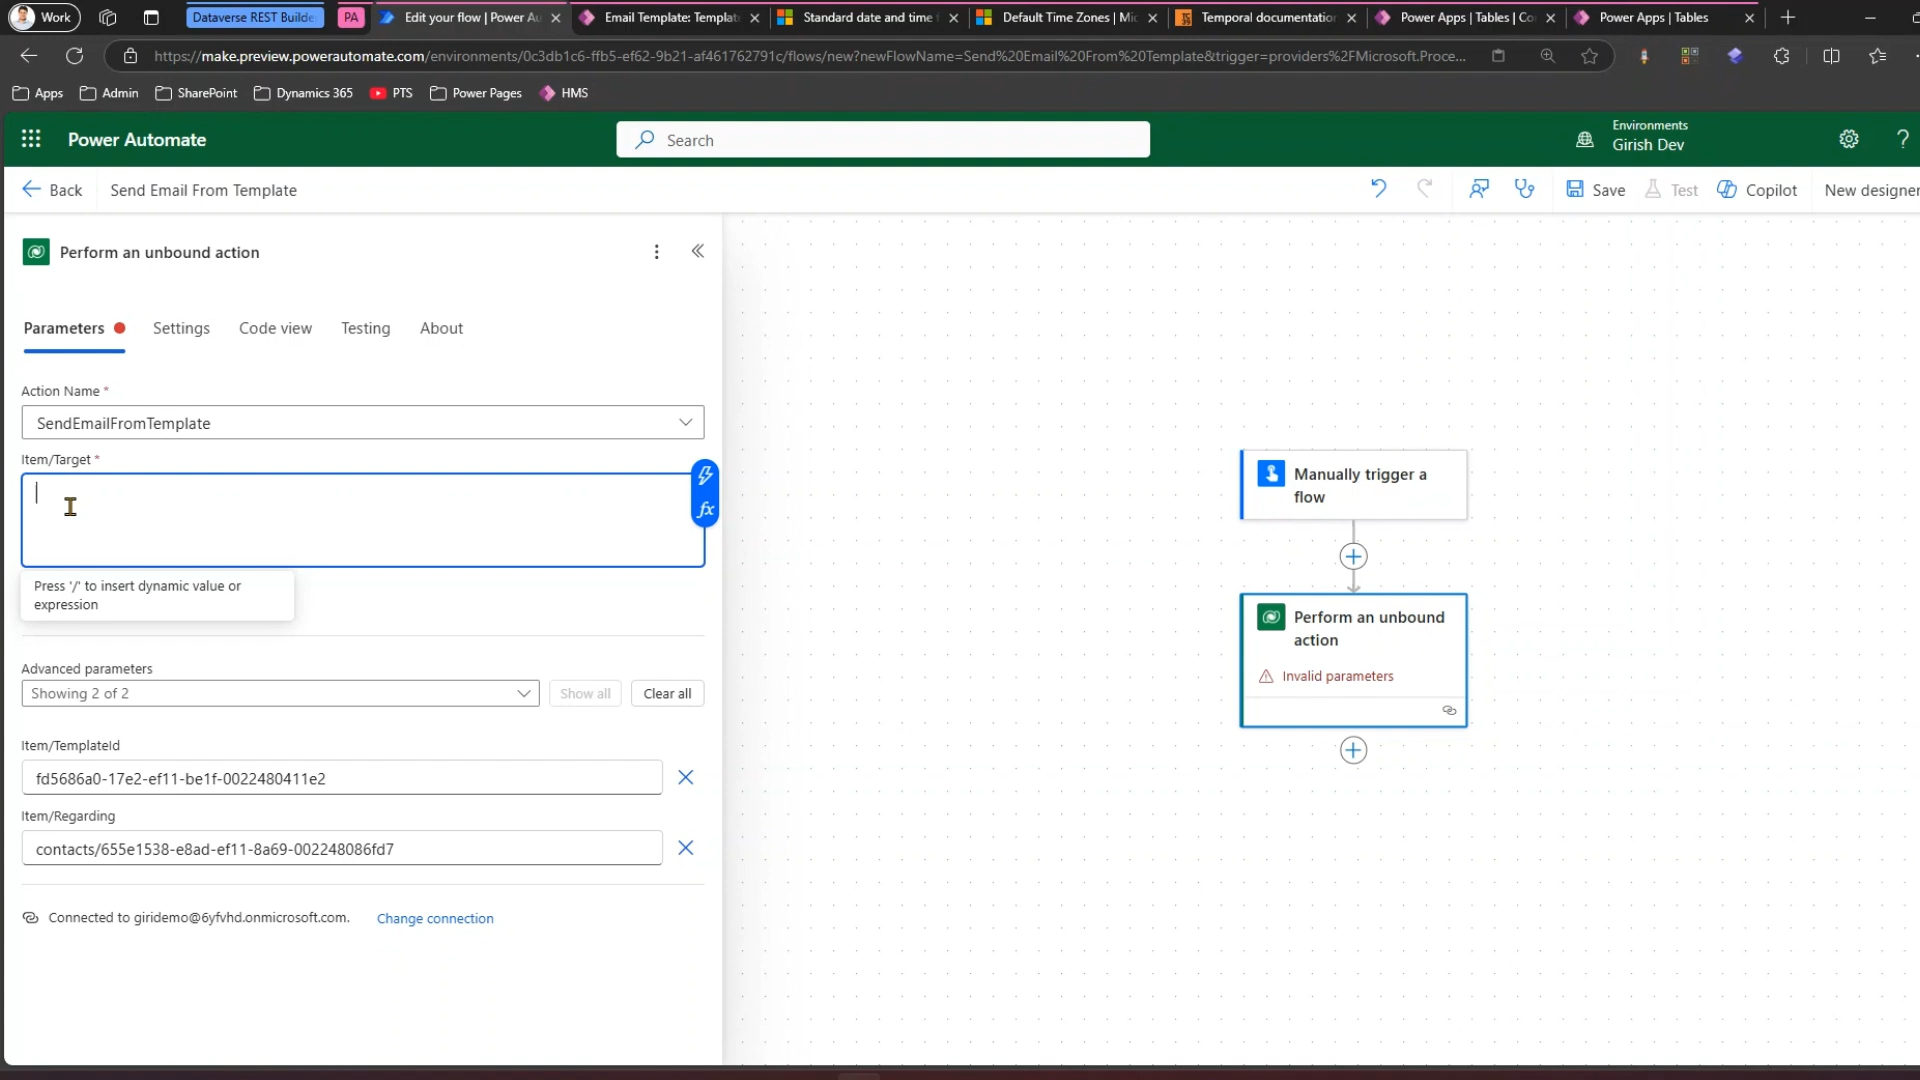 Work
Dataverse REST Builde
PA
Edit your flow | Power Au
Email Template: Templat
Standard date and time f
Default Time Zones | Mic
Temporal documentation
Power Apps | Tables | Co
Power Apps | Tables
https://make.preview.powerautomate.com/environments/0c3db1c6-ffb5-ef62-9b21-af461762791c/flows/new?newFlowName=Send%20Email%20From%20Template&trigger=providers%2FMicrosoft.Proce...
Apps
Admin
SharePoint
Dynamics 365
PTS
Power Pages
HMS
Power Automate
Search
Environments
Girish Dev
Back
Send Email From Template
Save
Test
Copilot
New designer
Perform an unbound action
Parameters
Settings
Code view
Testing
About
Action Name *
SendEmailFromTemplate
Item/Target *
fx
Press '/' to insert dynamic value or
expression
Advanced parameters
Showing 2 of 2
Show all
Clear all
Item/TemplateId
fd5686a0-17e2-ef11-be1f-0022480411e2
Item/Regarding
contacts/655e1538-e8ad-ef11-8a69-002248086fd7
Connected to giridemo@6yfvhd.onmicrosoft.com.
Change connection
Manually trigger a
flow
Perform an unbound
action
Invalid parameters